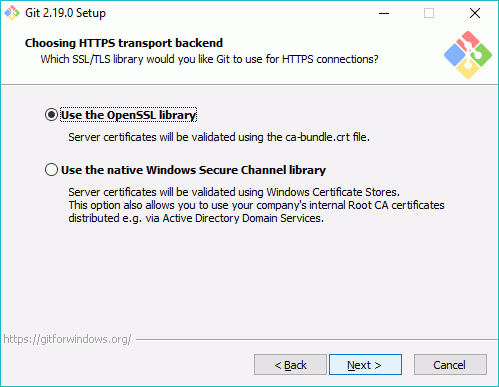 Git 2.19.0 Setup
Choosing HTTPS transport backend
Which SSL/TLS library would you like Git to use for HTTPS connections?
Use the OpenSSL library
Server certificates will be validated using the ca-bundle.crt file.
Use the native Windows Secure Channel library
Server certificates will be validated using Windows Certificate Stores.
This option also allows you to use your company's internal Root CA certificates
distributed e.g. via Active Directory Domain Services.
https://gitforwindows.org/
< Back
Next >
Cancel